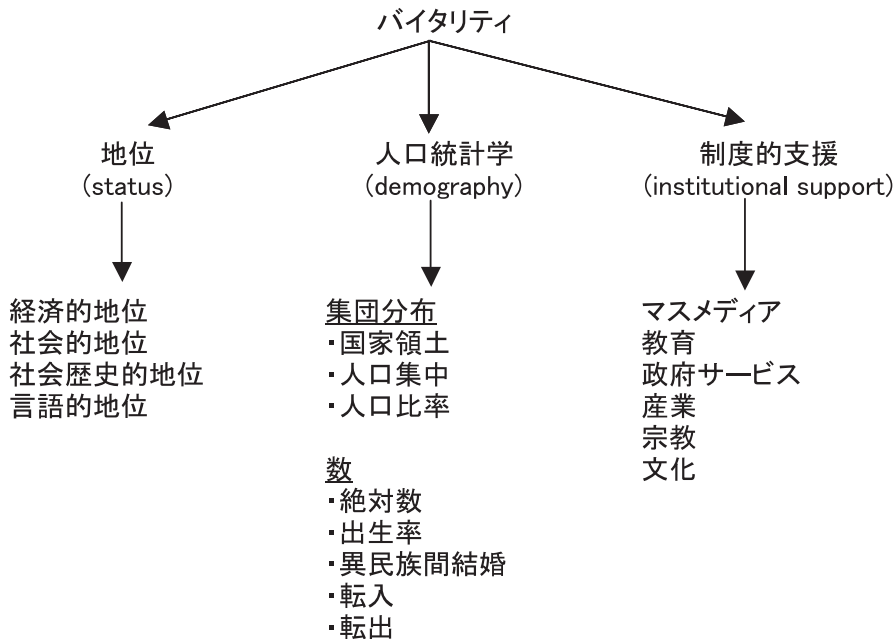 バイタリティ
地位
(status)
人口統計学
(demography)
制度的支援
(institutional support)
経済的地位
社会的地位
社会歴史的地位
言語的地位
集団分布
・国家領土
・人口集中
・人口比率
数
・絶対数
・出生率
・異民族間結婚
・転入
・転出
マスメディア
教育
政府サービス
産業
宗教
文化